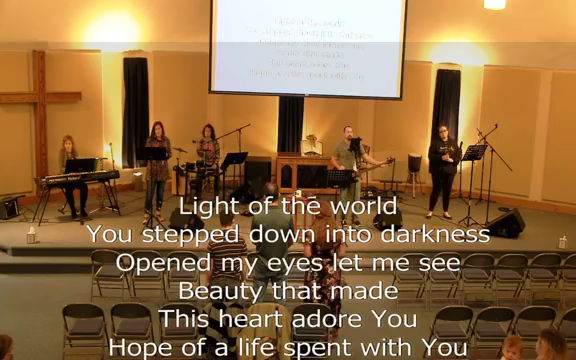 Light of the world
You stepped down into darkness
Opened my eyes let me see
Beauty that made
This heart adore You
Hope of a life spent with You